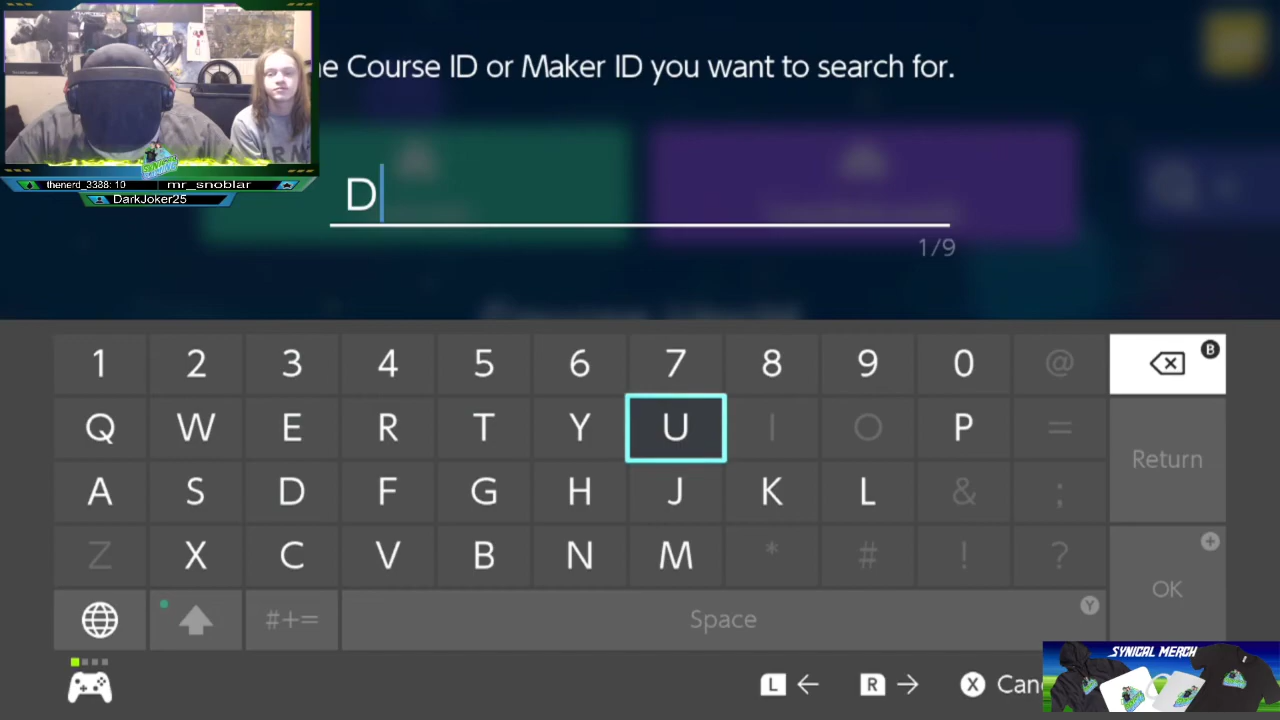 e Course ID or Maker ID you want to search for.
thenerd_3388: 10
mr_snoblar
DarkJoker25
D
1/9
1 2 3 4 5 6 7 8 9 0 @
B
Q W E R T Y U I O P =
Return
A S D F G H J K L & ;
Z X C V B N M * # ! ?
+
OK
#+= Space Y
SYNICAL MERCH
L ← R → X Can